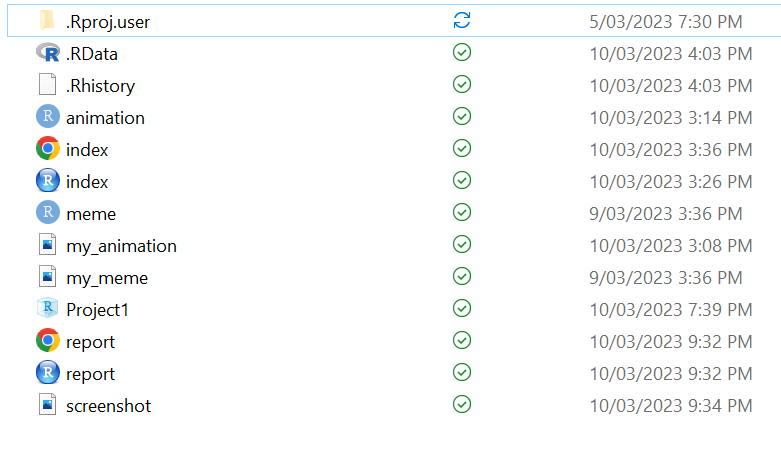 .Rproj.user 5/03/2023 7:30 PM
.RData 10/03/2023 4:03 PM
.Rhistory 10/03/2023 4:03 PM
R animation 10/03/2023 3:14 PM
index 10/03/2023 3:36 PM
R index 10/03/2023 3:26 PM
R meme 9/03/2023 3:36 PM
my_animation 10/03/2023 3:08 PM
my_meme 9/03/2023 3:36 PM
R Project1 10/03/2023 7:39 PM
report 10/03/2023 9:32 PM
R report 10/03/2023 9:32 PM
screenshot 10/03/2023 9:34 PM